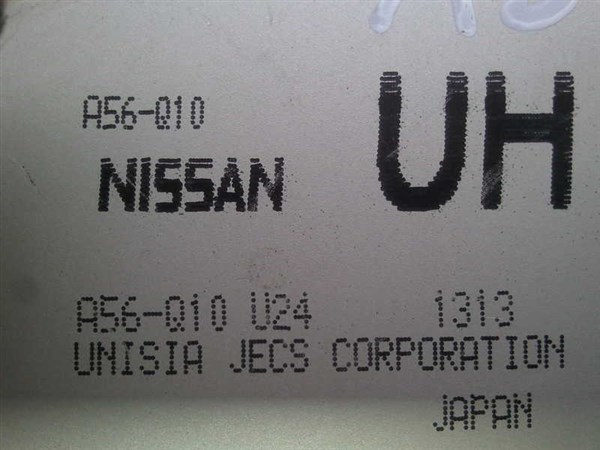 A56-Q10
NISSAN UH
A56-Q10 U24 1313
UNISIA JECS CORPORATION
JAPAN